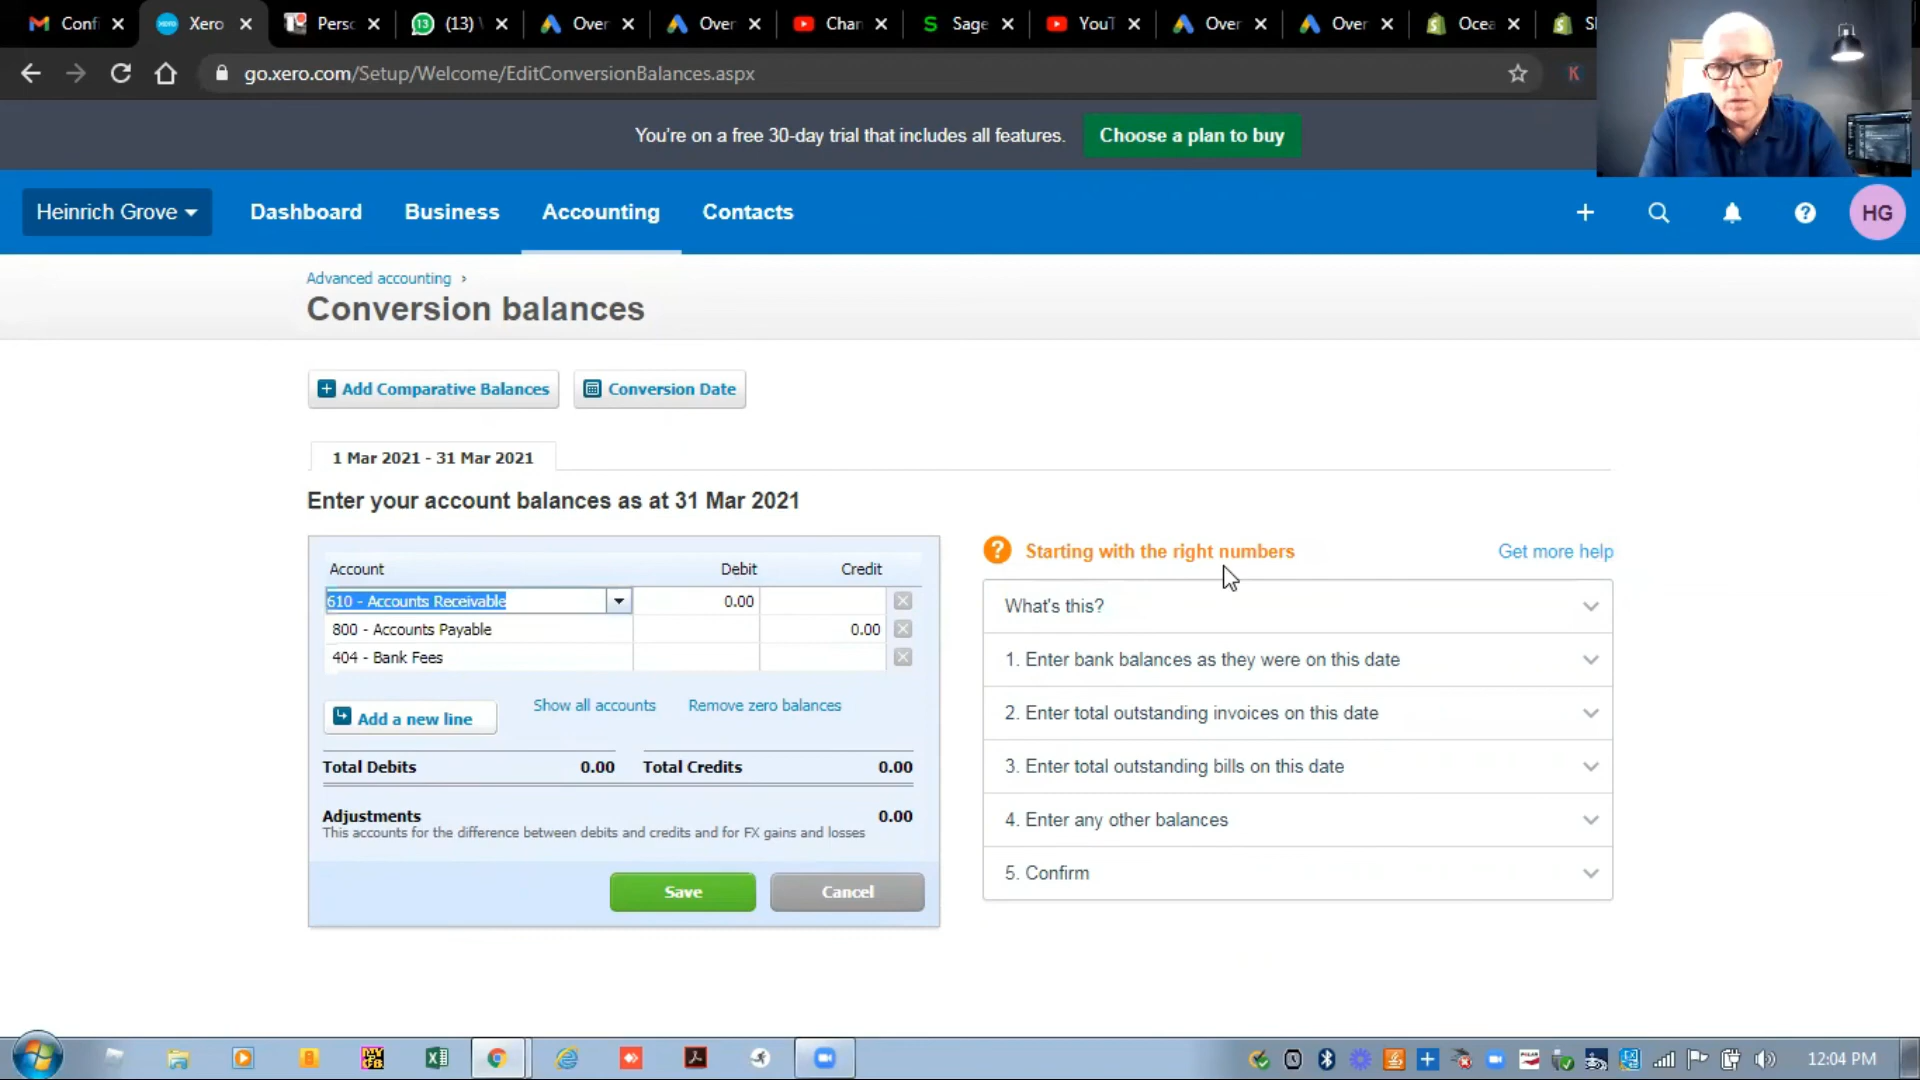 Confi
Xero
Perso
(13)
Over
Over
Chan
Sage
YouT
Over
Over
Ocea
go.xero.com/Setup/Welcome/EditConversionBalances.aspx
You're on a free 30-day trial that includes all features.
Choose a plan to buy
Heinrich Grove
Dashboard
Business
Accounting
Contacts
HG
Advanced accounting ›
Conversion balances
Add Comparative Balances
Conversion Date
1 Mar 2021 - 31 Mar 2021
Enter your account balances as at 31 Mar 2021
Account Debit Credit
610 - Accounts Receivable 0.00
800 - Accounts Payable 0.00
404 - Bank Fees
Add a new line
Show all accounts
Remove zero balances
Total Debits 0.00 Total Credits 0.00
Adjustments 0.00
This accounts for the difference between debits and credits and for FX gains and losses
Save
Cancel
Starting with the right numbers
Get more help
What's this?
1. Enter bank balances as they were on this date
2. Enter total outstanding invoices on this date
3. Enter total outstanding bills on this date
4. Enter any other balances
5. Confirm
12:04 PM